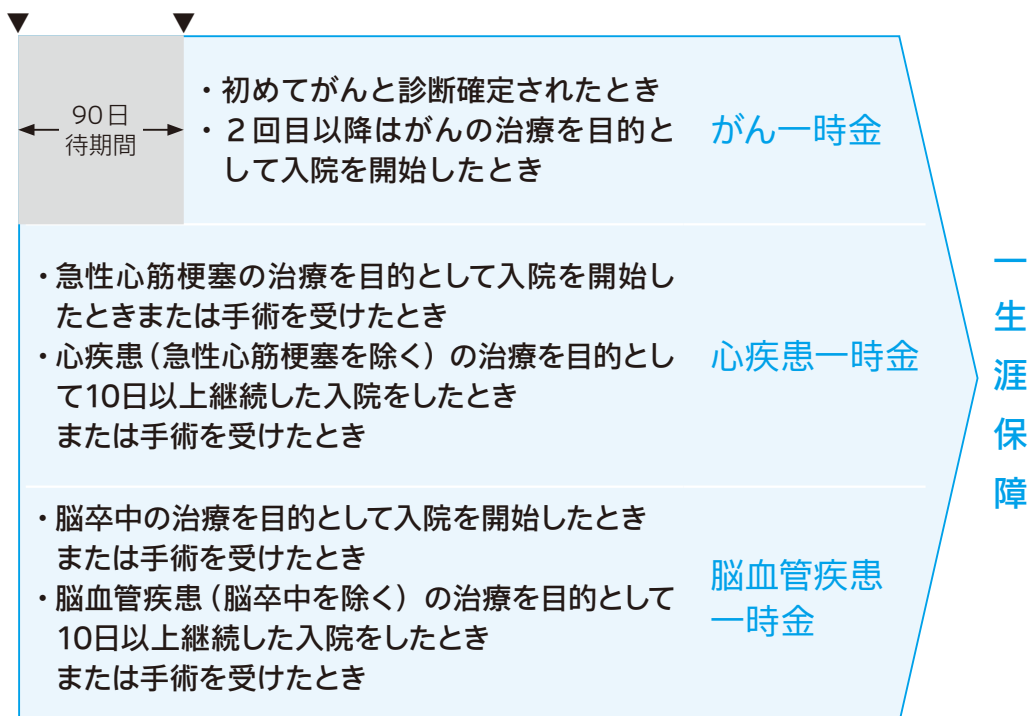 90日
待期間
・初めてがんと診断確定されたとき
・２回目以降はがんの治療を目的と
して入院を開始したとき
がん一時金
・急性心筋梗塞の治療を目的として入院を開始し
たときまたは手術を受けたとき
・心疾患（急性心筋梗塞を除く）の治療を目的とし
て10日以上継続した入院をしたとき
または手術を受けたとき
心疾患一時金
・脳卒中の治療を目的として入院を開始したとき
または手術を受けたとき
・脳血管疾患（脳卒中を除く）の治療を目的として
10日以上継続した入院をしたとき
または手術を受けたとき
脳血管疾患
一時金
一生涯保障